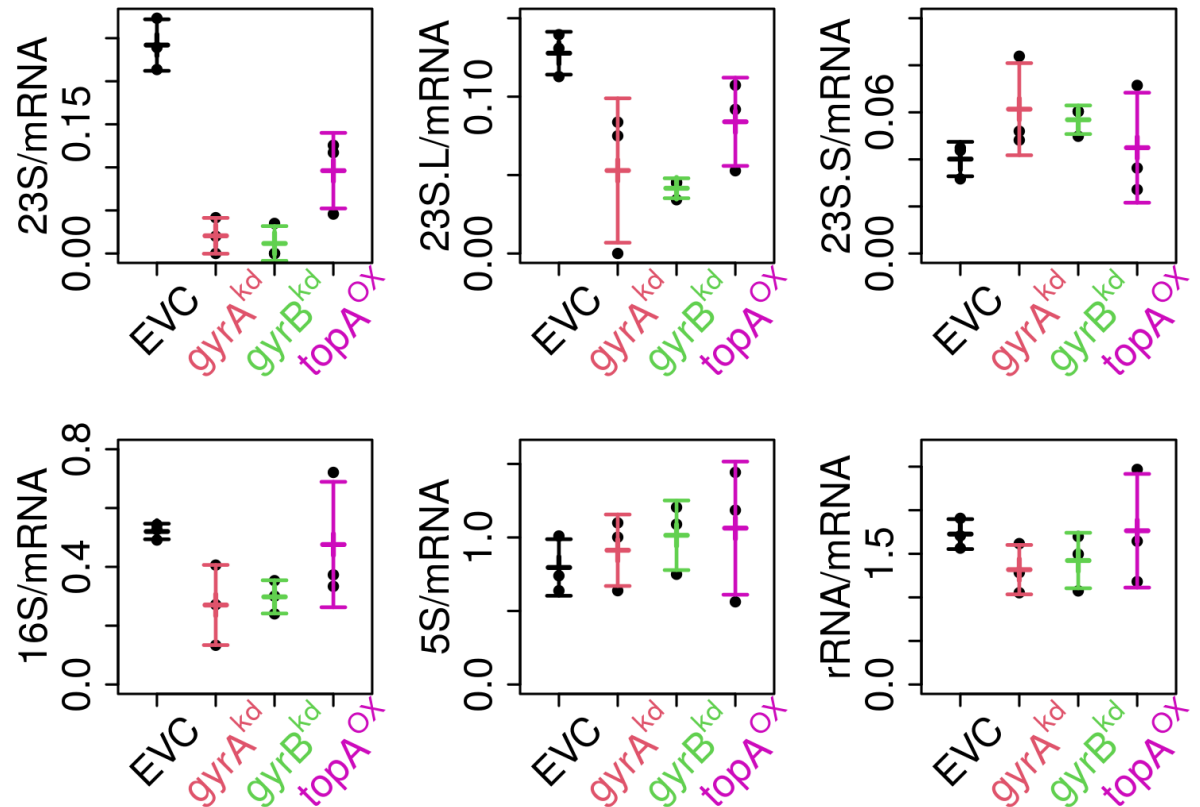 23S/mRNA
0.00
0.15
EVC
gyrA^kd
gyrB^kd
topA^OX
23S.L/mRNA
0.00
0.10
EVC
gyrA^kd
gyrB^kd
topA^OX
23S.S/mRNA
0.00
0.06
EVC
gyrA^kd
gyrB^kd
topA^OX
16S/mRNA
0.0
0.4
0.8
EVC
gyrA^kd
gyrB^kd
topA^OX
5S/mRNA
0.0
1.0
EVC
gyrA^kd
gyrB^kd
topA^OX
rRNA/mRNA
0.0
1.5
EVC
gyrA^kd
gyrB^kd
topA^OX